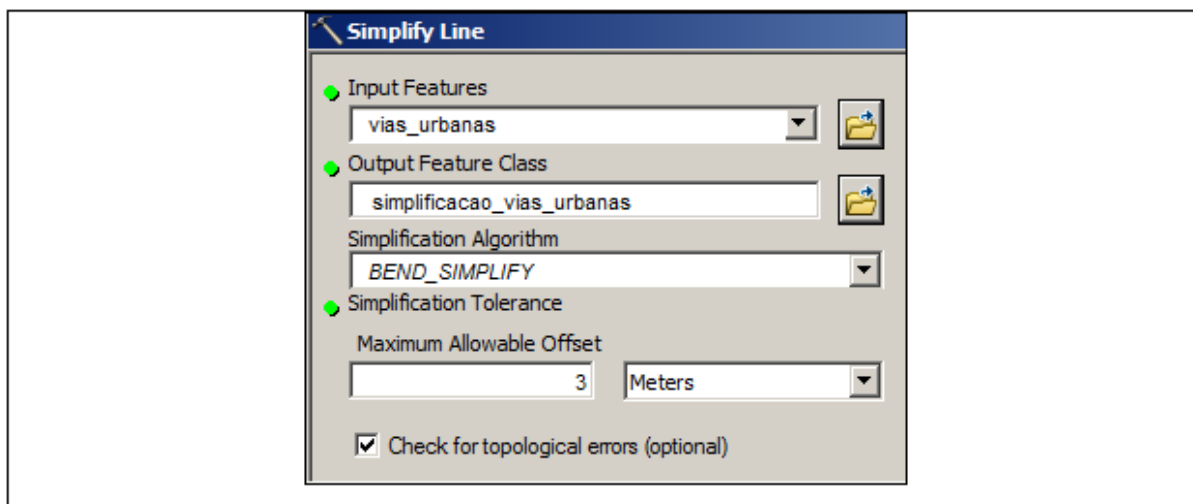 Simplify Line
Input Features
vias_urbanas
Output Feature Class
simplificacao_vias_urbanas
Simplification Algorithm
BEND_SIMPLIFY
Simplification Tolerance
Maximum Allowable Offset
3 Meters
Check for topological errors (optional)